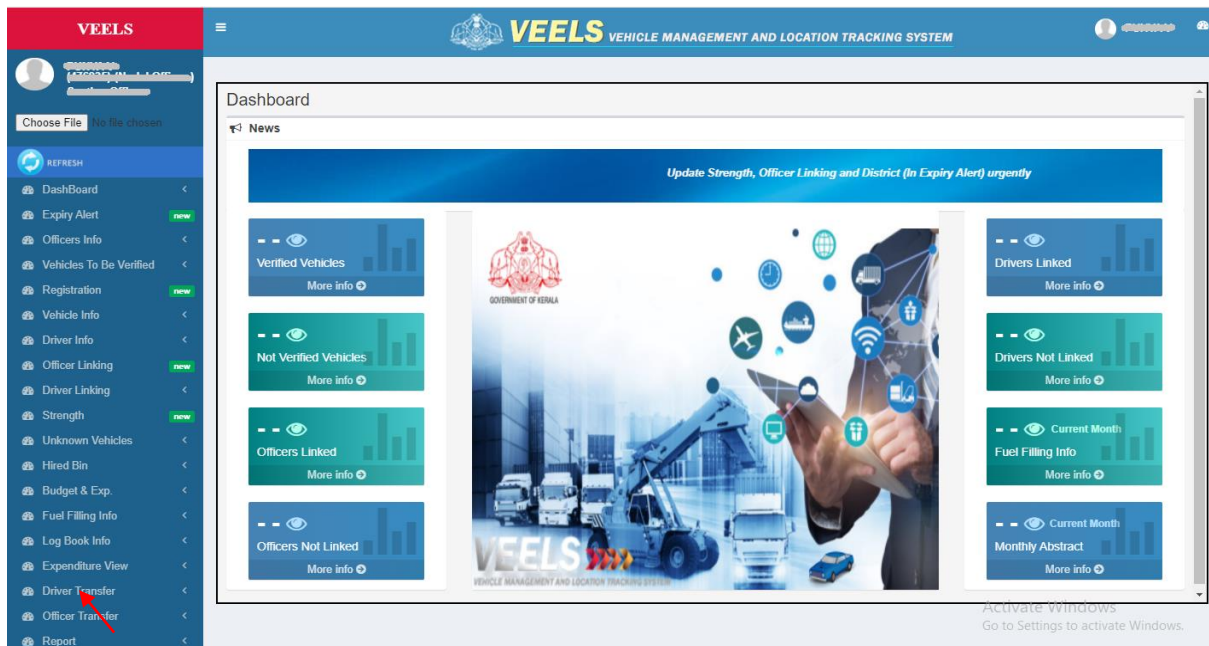 VEELS
VEELS VEHICLE MANAGEMENT AND LOCATION TRACKING SYSTEM
Choose File No file chosen
REFRESH
DashBoard
Expiry Alert new
Officers Info
Vehicles To Be Verified
Registration new
Vehicle Info
Driver Info
Officer Linking new
Driver Linking
Strength new
Unknown Vehicles
Hired Bin
Budget & Exp.
Fuel Filling Info
Log Book Info
Expenditure View
Driver Transfer
Officer Transfer
Report
Dashboard
News
Update Strength, Officer Linking and District (In Expiry Alert) urgently
- -
Verified Vehicles
More info
- -
Not Verified Vehicles
More info
- -
Officers Linked
More info
- -
Officers Not Linked
More info
GOVERNMENT OF KERALA
VEELS
VEHICLE MANAGEMENT AND LOCATION TRACKING SYSTEM
- -
Drivers Linked
More info
- -
Drivers Not Linked
More info
- - Current Month
Fuel Filling Info
More info
- - Current Month
Monthly Abstract
More info
Activate Windows
Go to Settings to activate Windows.